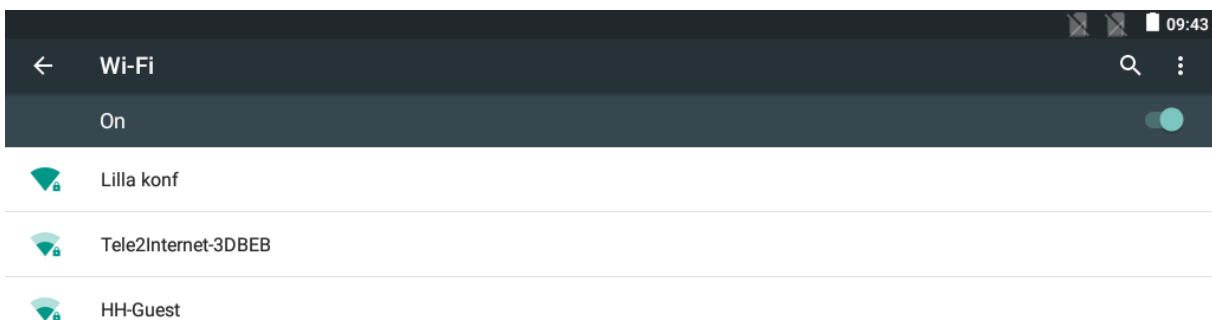 09:43
Wi-Fi
On
Lilla konf
Tele2Internet-3DBEB
HH-Guest